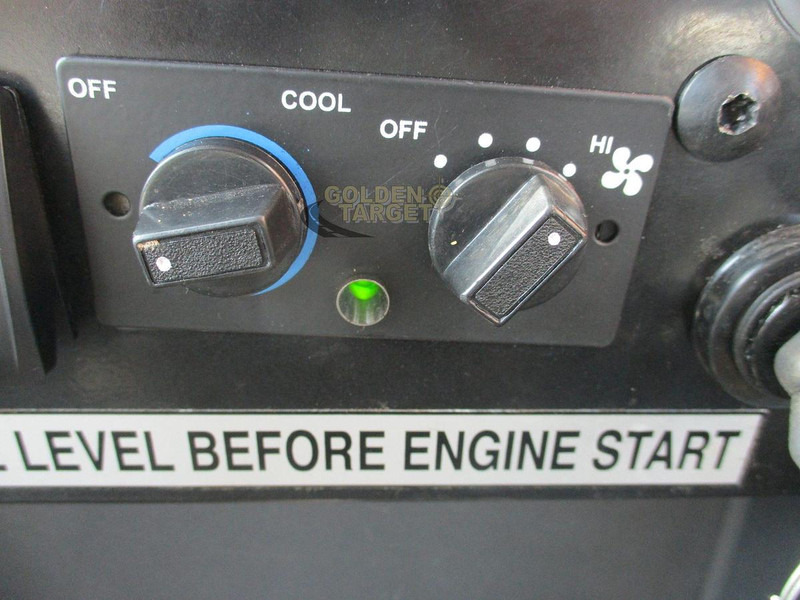 OFF
COOL
OFF
HI
GOLDEN
TARGET
LEVEL BEFORE ENGINE START